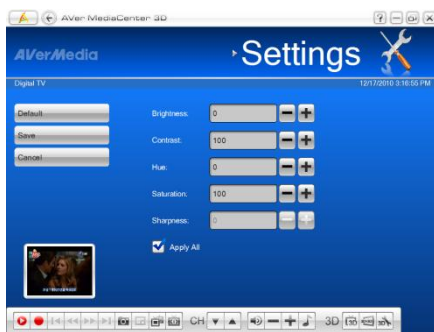 AVer MediaCenter 3D
AVerMedia
Settings
Digital TV
12/17/2010 3:16:55 PM
Default
Save
Cancel
Brightness: 0
Contrast: 100
Hue: 0
Saturation: 100
Sharpness: 0
Apply All
CH
3D